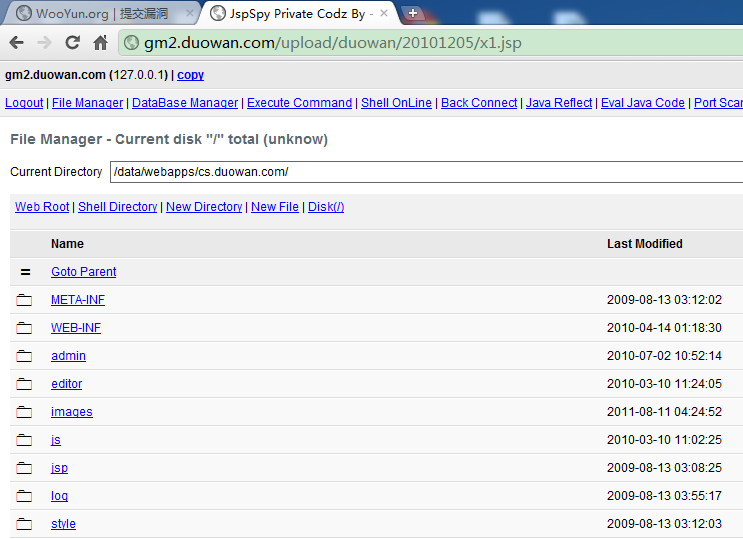 WooYun.org | 提交漏洞
JspSpy Private Codz By -
gm2.duowan.com/upload/duowan/20101205/x1.jsp
gm2.duowan.com (127.0.0.1) | copy
Logout | File Manager | DataBase Manager | Execute Command | Shell OnLine | Back Connect | Java Reflect | Eval Java Code | Port Scan
File Manager - Current disk "/" total (unknow)
Current Directory /data/webapps/cs.duowan.com/
Web Root | Shell Directory | New Directory | New File | Disk(/)
Name Last Modified
= Goto Parent
META-INF 2009-08-13 03:12:02
WEB-INF 2010-04-14 01:18:30
admin 2010-07-02 10:52:14
editor 2010-03-10 11:24:05
images 2011-08-11 04:24:52
js 2010-03-10 11:02:25
jsp 2009-08-13 03:08:25
log 2009-08-13 03:55:17
style 2009-08-13 03:12:03